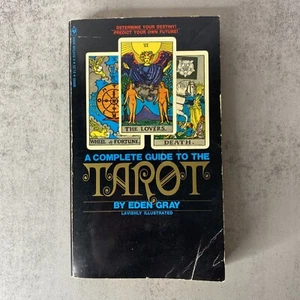 DETERMINE YOUR DESTINY!
PREDICT YOUR OWN FUTURE!
VI
THE LOVERS.
WHEEL of FORTUNE.
DEATH.
A COMPLETE GUIDE TO THE
TAROT
BY EDEN GRAY
LAVISHLY ILLUSTRATED